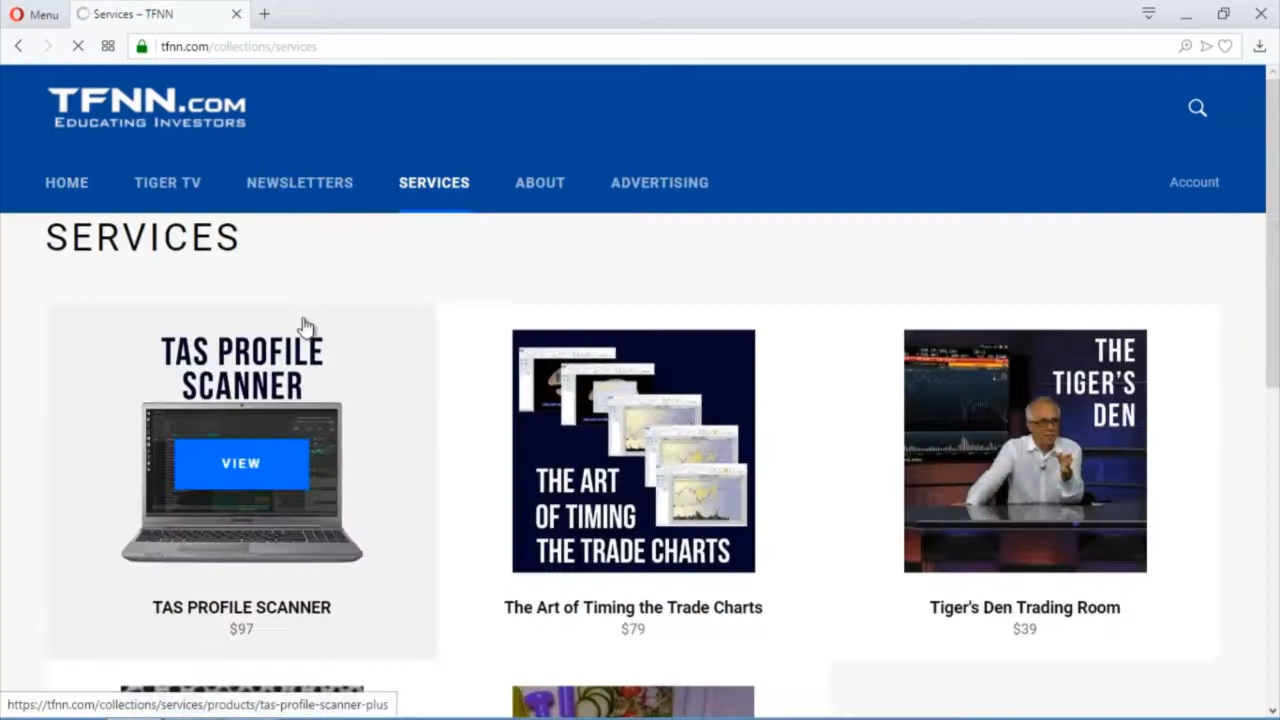 Menu
Services – TFNN
tfnn.com/collections/services
TFNN.COM
EDUCATING INVESTORS
HOME
TIGER TV
NEWSLETTERS
SERVICES
ABOUT
ADVERTISING
Account
SERVICES
TAS PROFILE
SCANNER
VIEW
TAS PROFILE SCANNER
$97
THE ART
OF TIMING
THE TRADE CHARTS
The Art of Timing the Trade Charts
$79
THE
TIGER'S
DEN
Tiger's Den Trading Room
$39
https://tfnn.com/collections/services/products/tas-profile-scanner-plus